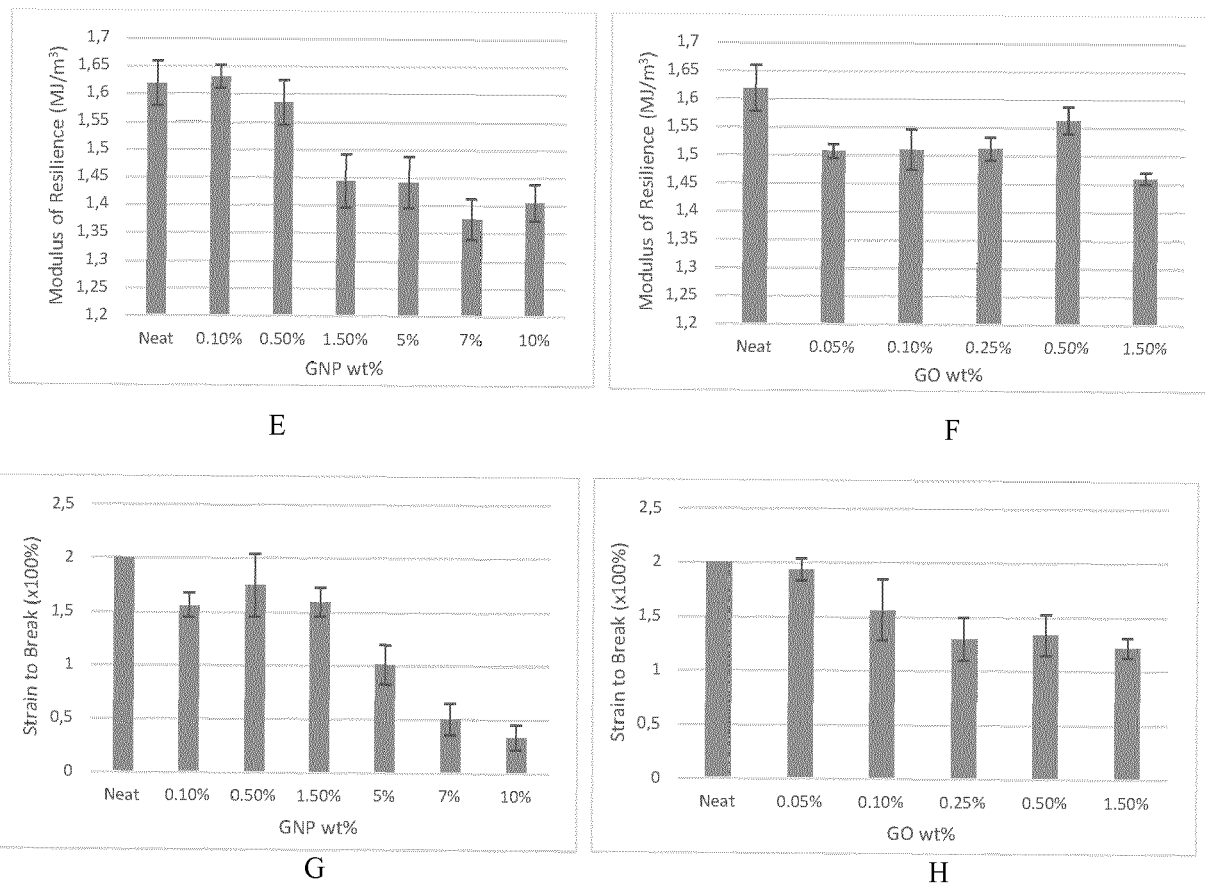 Modulus of Resilience (MJ/m³)
1,7
1,65
1,6
1,55
1,5
1,45
1,4
1,35
1,3
1,25
1,2
Neat 0.10% 0.50% 1.50% 5% 7% 10%
GNP wt%
E
Modulus of Resilience (MJ/m³)
1,7
1,65
1,6
1,55
1,5
1,45
1,4
1,35
1,3
1,25
1,2
Neat 0.05% 0.10% 0.25% 0.50% 1.50%
GO wt%
F
Strain to Break (x100%)
2,5
2
1,5
1
0,5
0
Neat 0.10% 0.50% 1.50% 5% 7% 10%
GNP wt%
G
Strain to Break (x100%)
2,5
2
1,5
1
0,5
0
Neat 0.05% 0.10% 0.25% 0.50% 1.50%
GO wt%
H